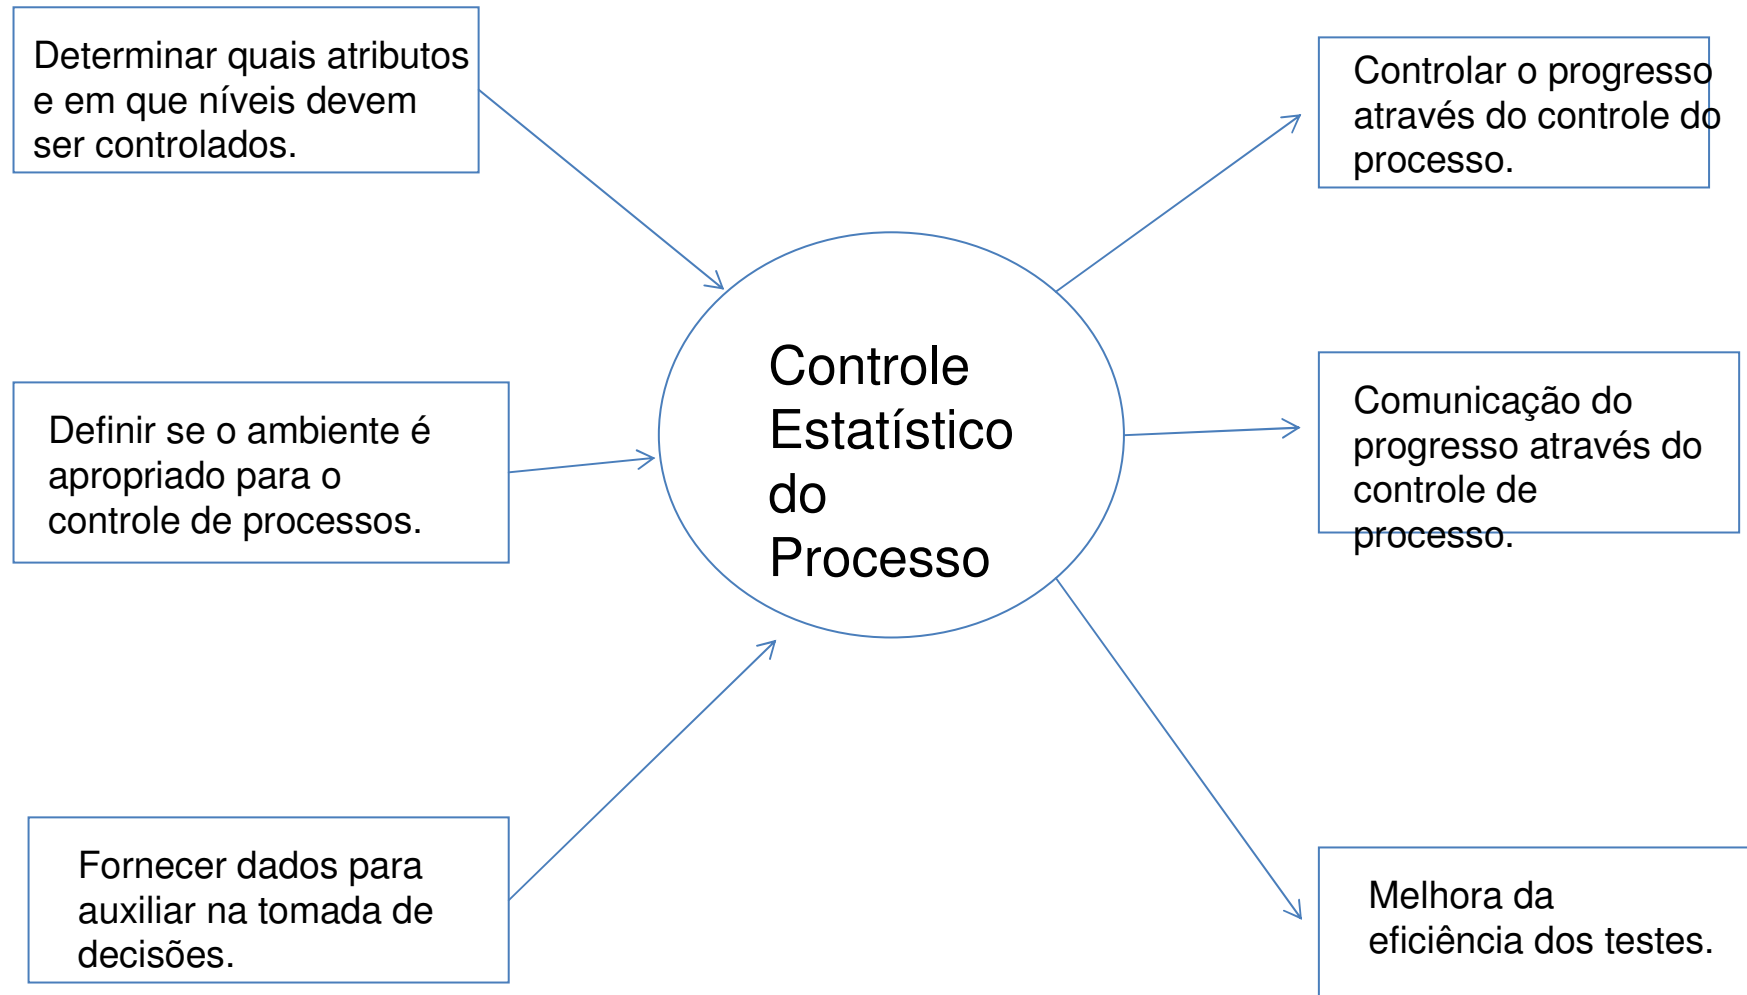 Determinar quais atributos
e em que níveis devem
ser controlados.
Definir se o ambiente é
apropriado para o
controle de processos.
Fornecer dados para
auxiliar na tomada de
decisões.
Controle
Estatístico
do
Processo
Controlar o progresso
através do controle do
processo.
Comunicação do
progresso através do
controle de
processo.
Melhora da
eficiência dos testes.